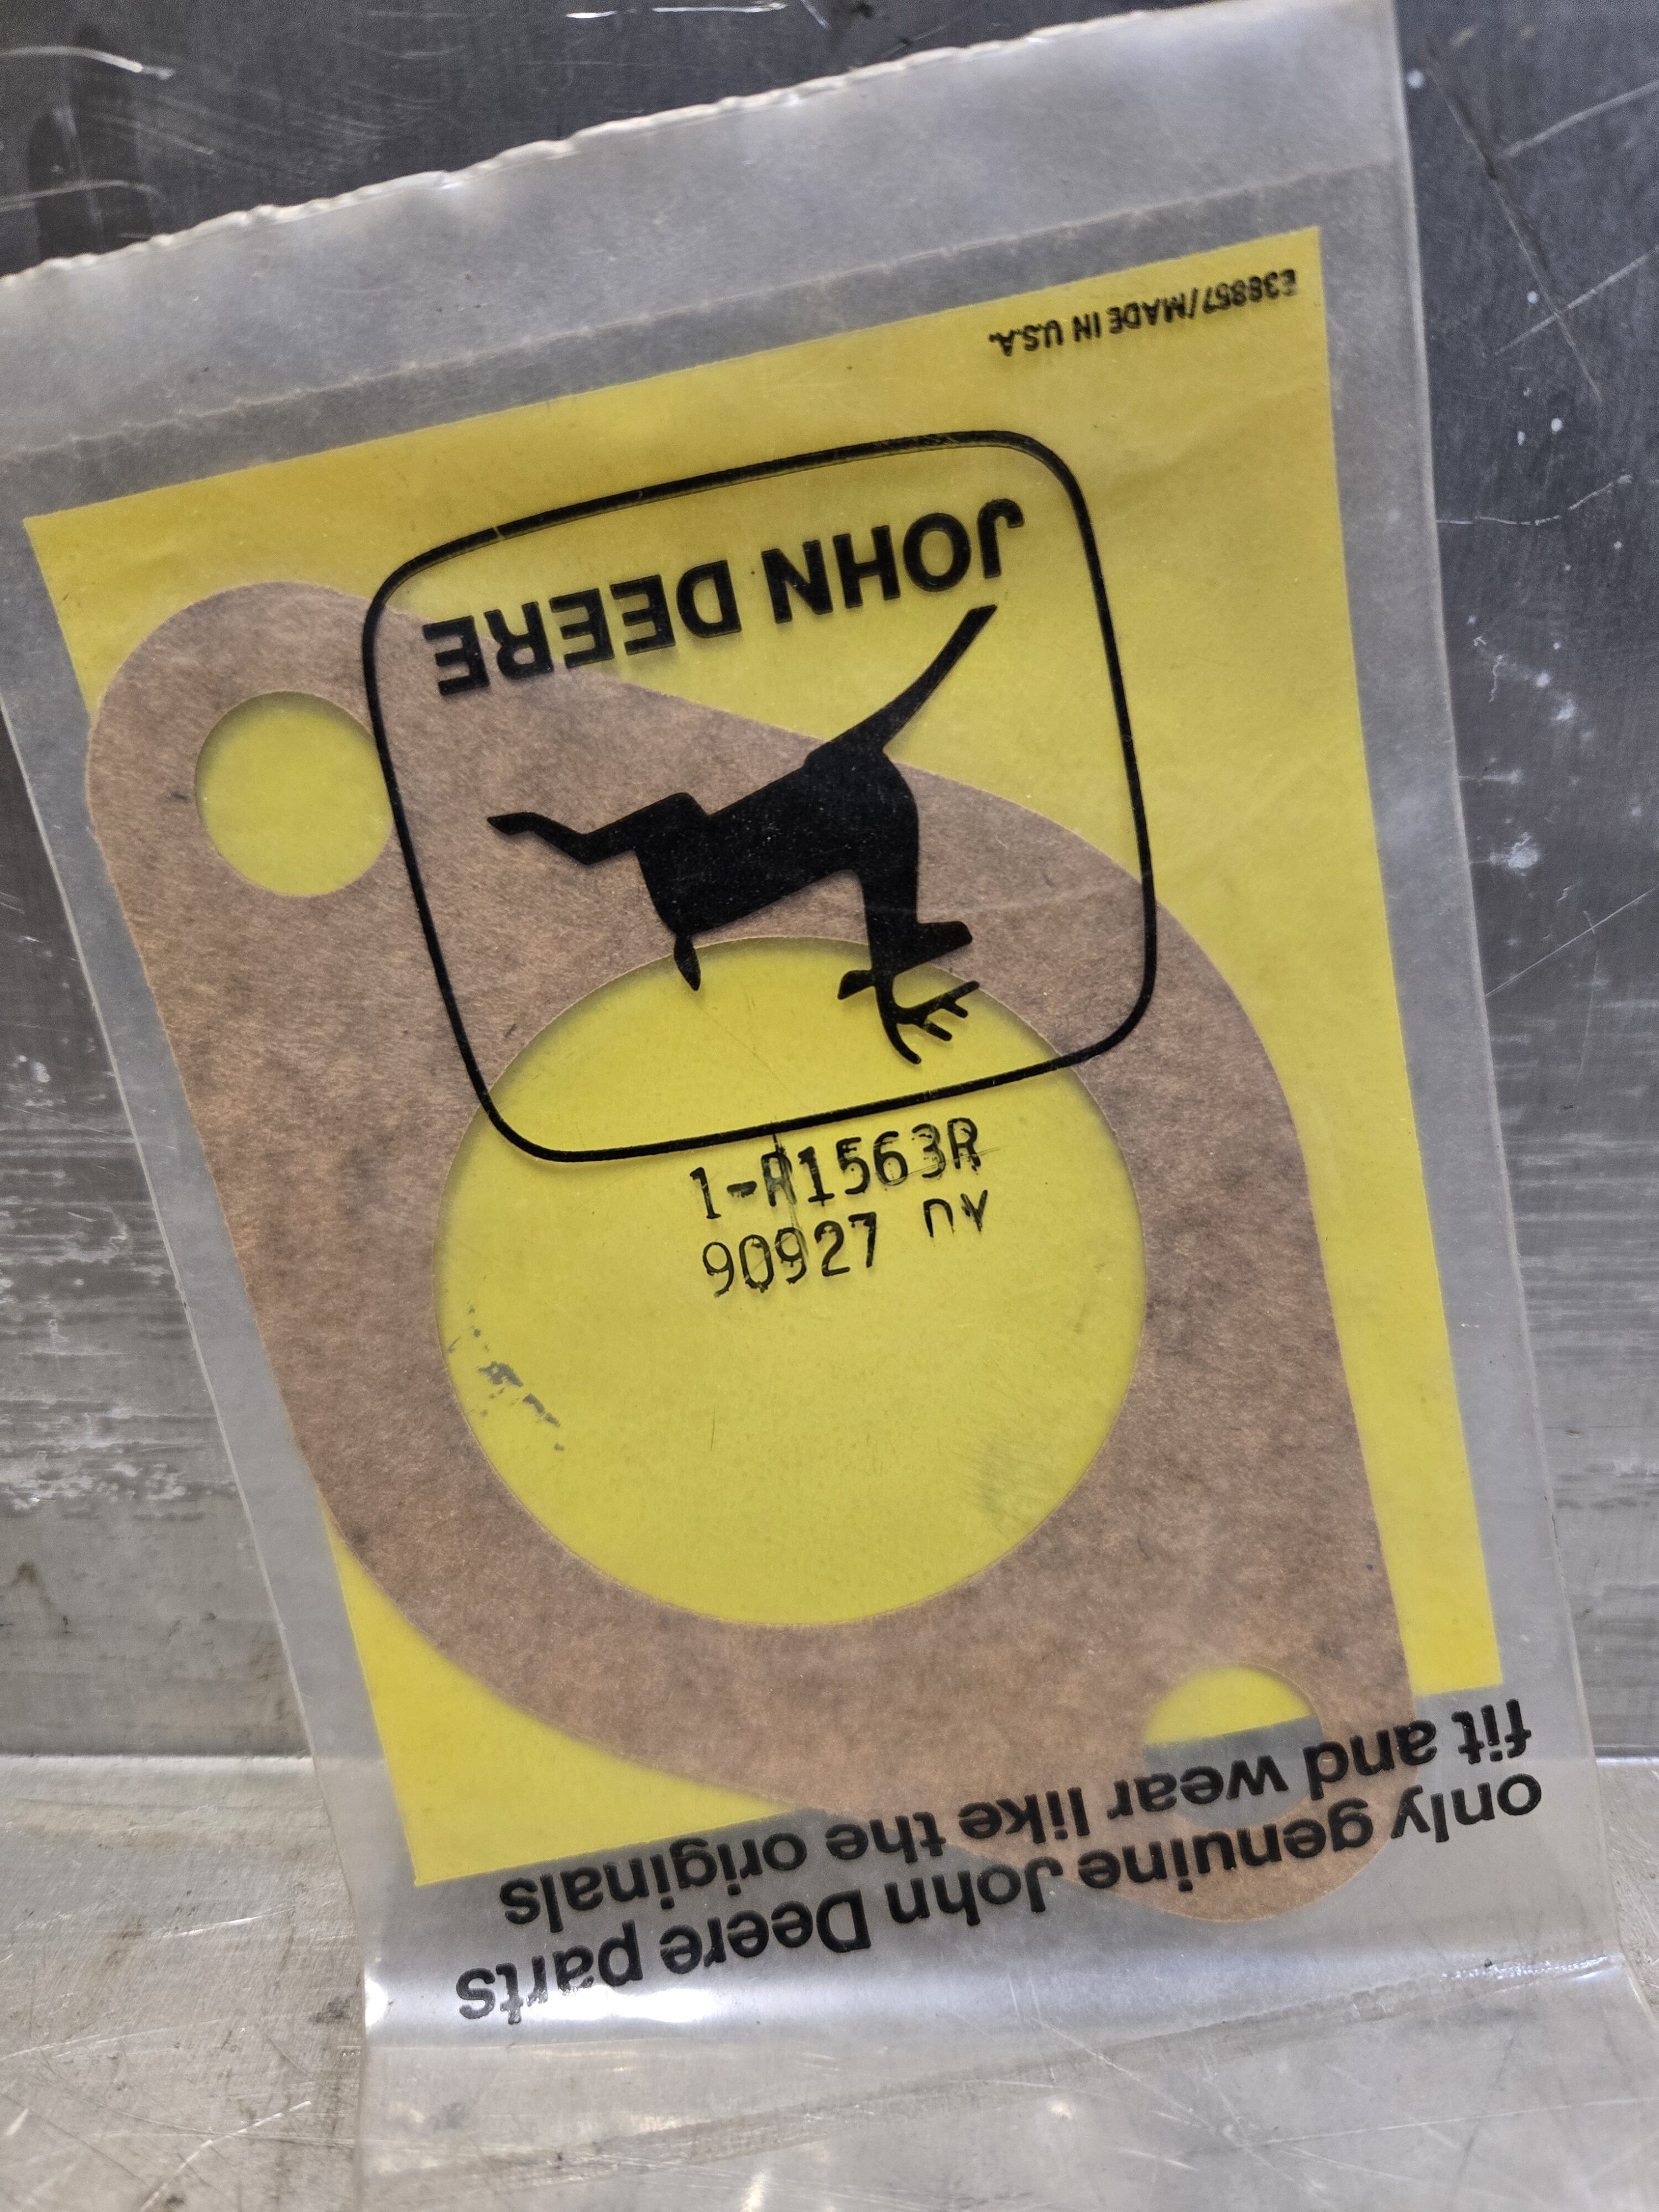 E38857/MADE IN U.S.A.
JOHN DEERE
1-R1563R
90927 NY
only genuine John Deere parts
fit and wear like the originals